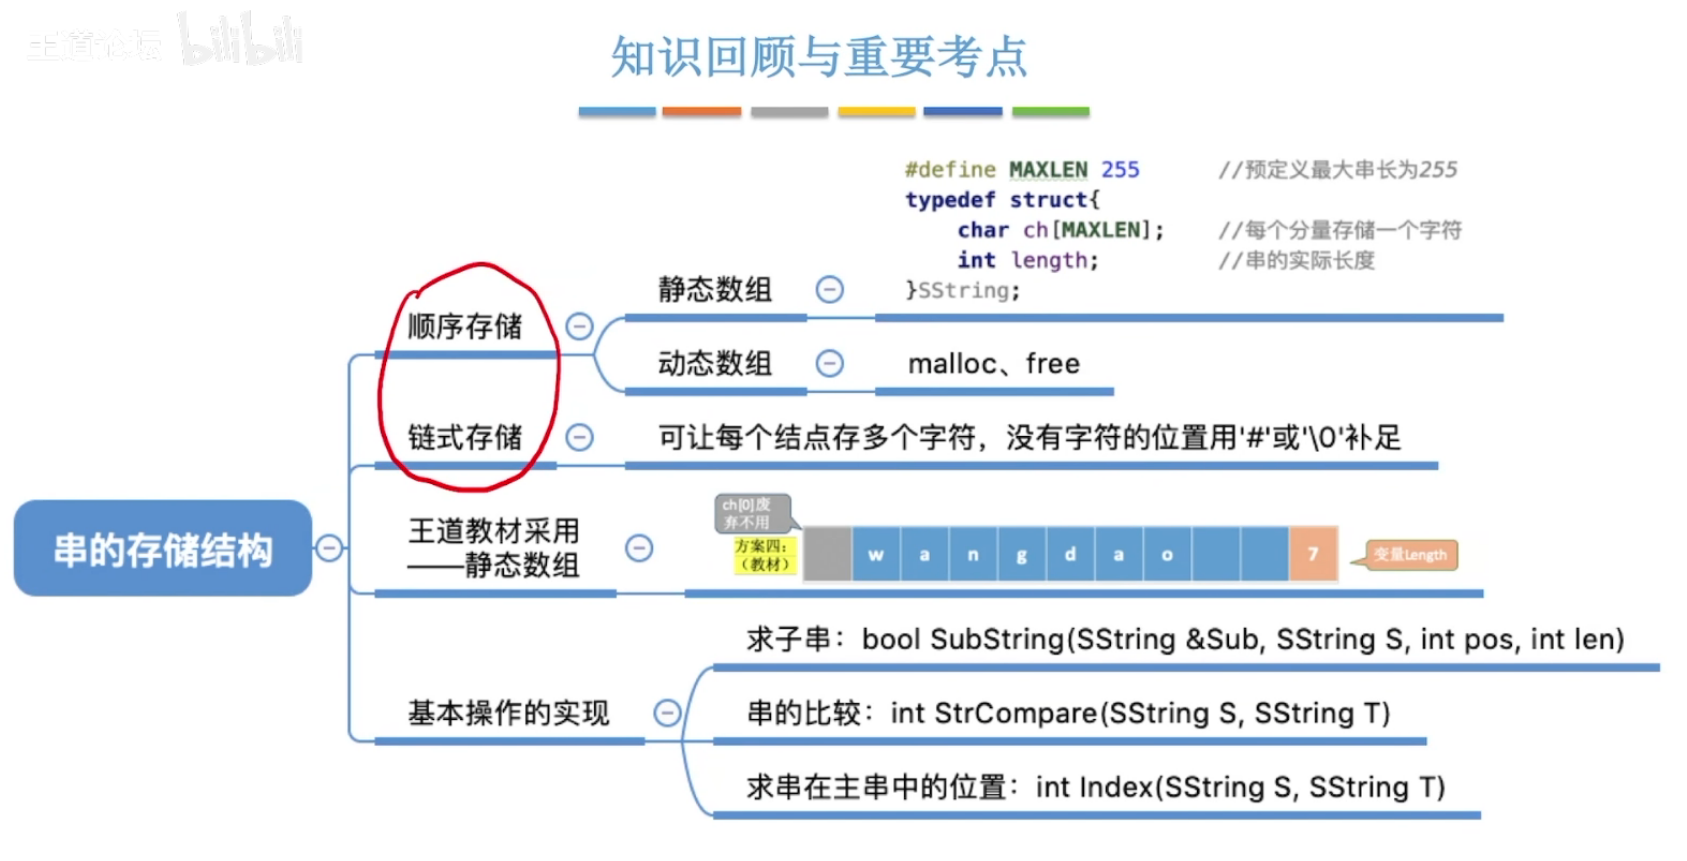 王道论坛 bilibili
知识回顾与重要考点
#define MAXLEN 255 //预定义最大串长为255
typedef struct{
char ch[MAXLEN]; //每个分量存储一个字符
int length; //串的实际长度
}SString;
静态数组
顺序存储
动态数组
malloc、free
链式存储
可让每个结点存多个字符，没有字符的位置用'#'或'\0'补足
串的存储结构
王道教材采用
——静态数组
ch[0]废
弃不用
方案四：
（教材）
w a n g d a o 7
变量Length
基本操作的实现
求子串：bool SubString(SString &Sub, SString S, int pos, int len)
串的比较：int StrCompare(SString S, SString T)
求串在主串中的位置：int Index(SString S, SString T)